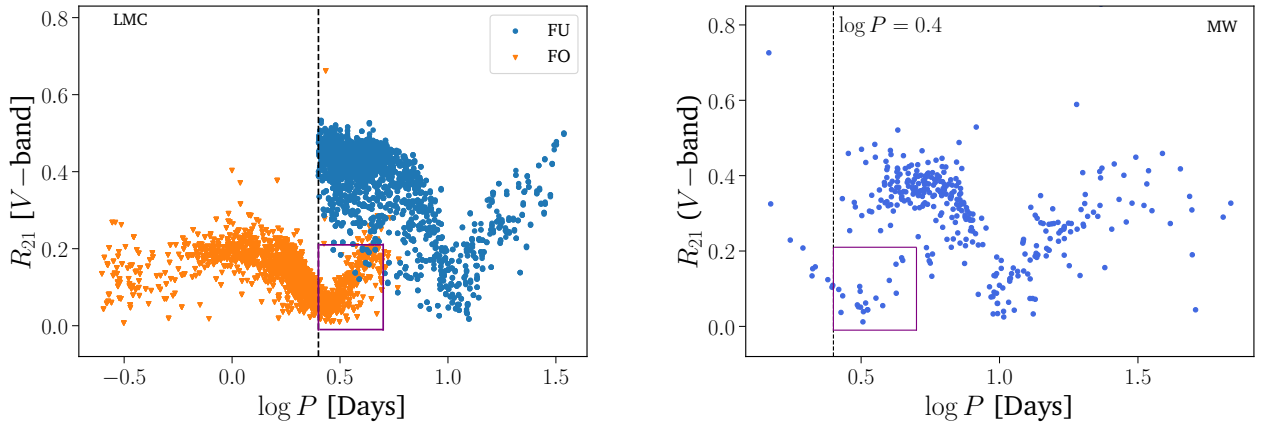 LMC
FU
FO
0.8
0.6
0.4
0.2
0.0
R21 [V−band]
−0.5 0.0 0.5 1.0 1.5
log P [Days]
log P = 0.4
MW
0.8
0.6
0.4
0.2
0.0
R21 (V−band)
0.5 1.0 1.5
log P [Days]